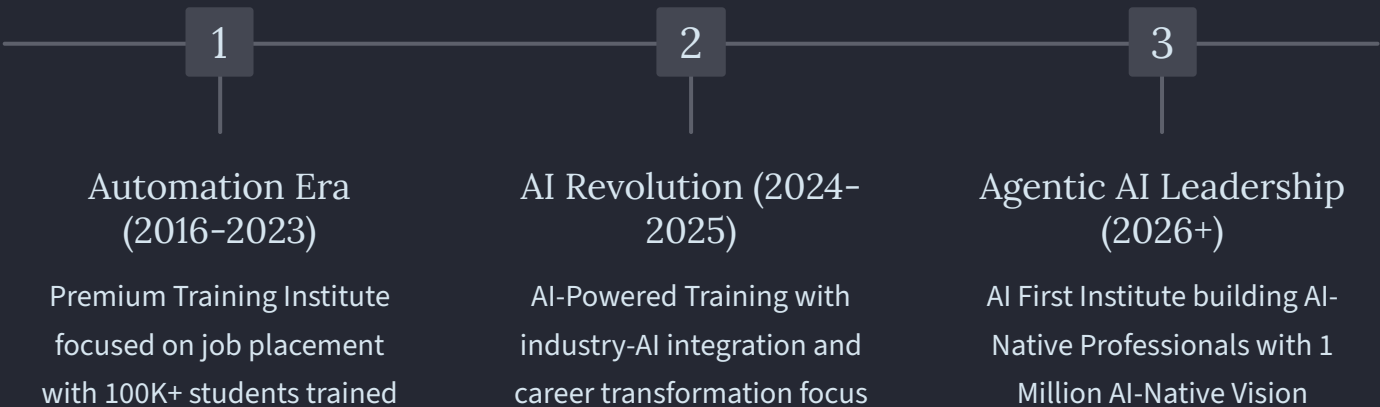 1
2
3
Automation Era
(2016-2023)
Premium Training Institute
focused on job placement
with 100K+ students trained
AI Revolution (2024-
2025)
AI-Powered Training with
industry-AI integration and
career transformation focus
Agentic AI Leadership
(2026+)
AI First Institute building AI-
Native Professionals with 1
Million AI-Native Vision